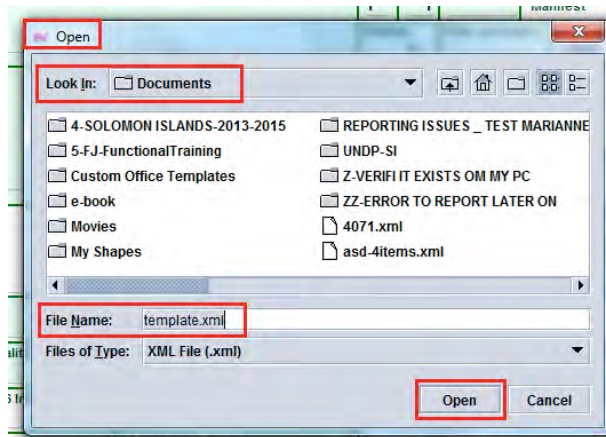 Manifest
Open
Look In: Documents
4-SOLOMON ISLANDS-2013-2015
5-FJ-FunctionalTraining
Custom Office Templates
e-book
Movies
My Shapes
REPORTING ISSUES _ TEST MARIANNE
UNDP-SI
Z-VERIFI IT EXISTS OM MY PC
ZZ-ERROR TO REPORT LATER ON
4071.xml
asd-4items.xml
File Name: template.xml
Files of Type: XML File (.xml)
Open Cancel